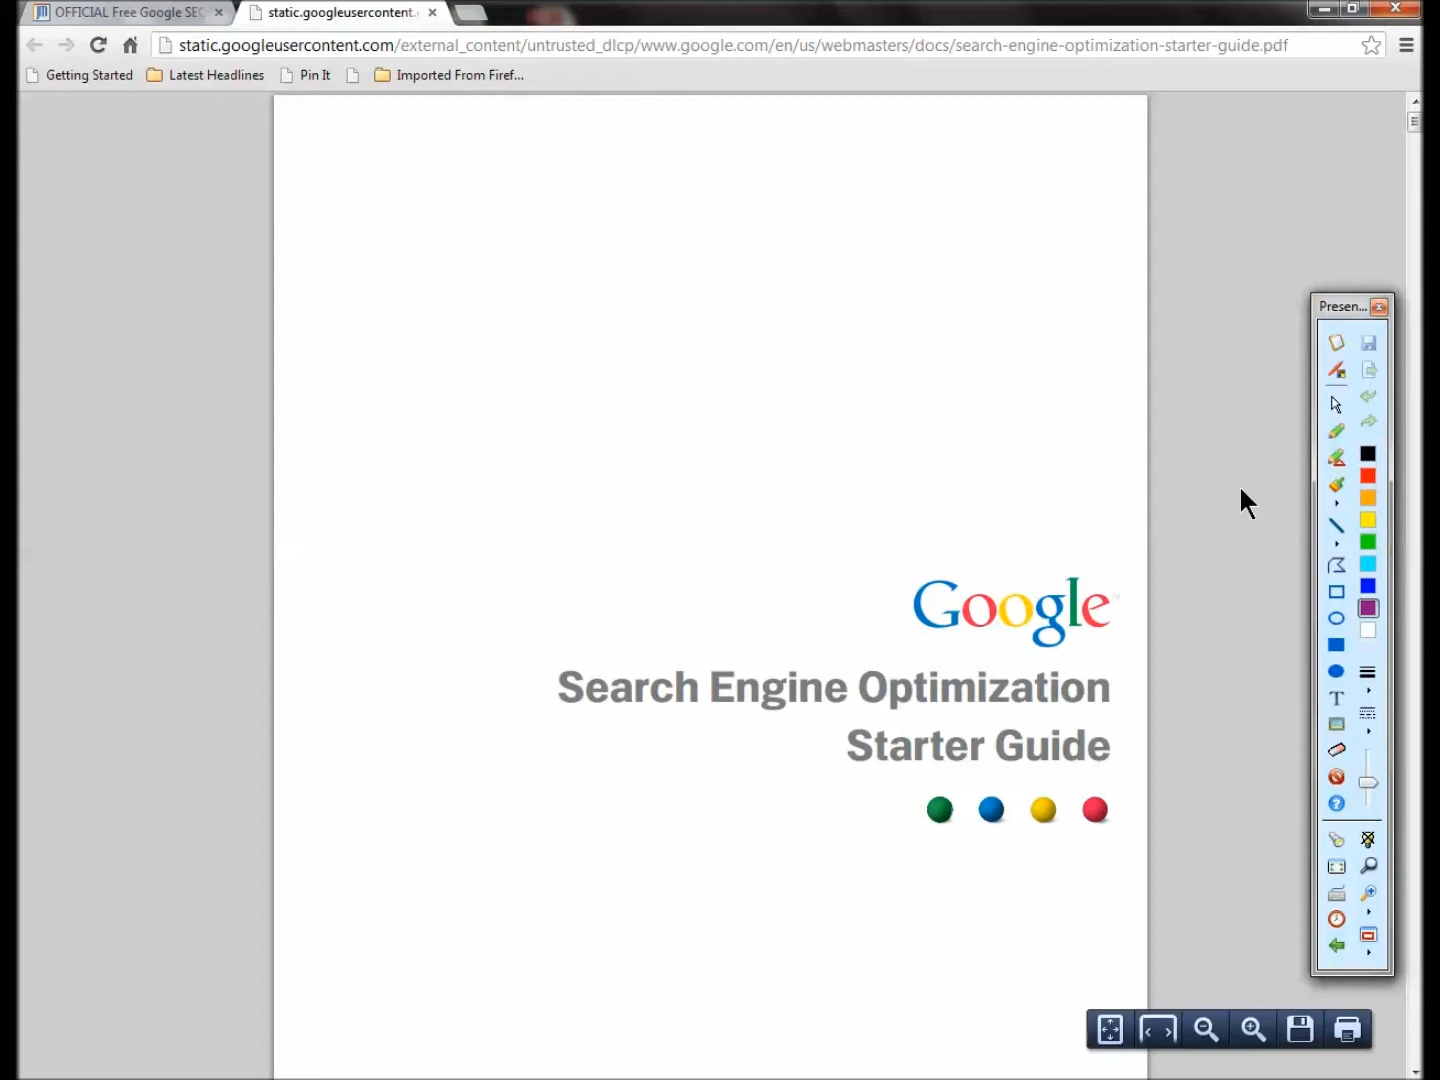 OFFICIAL Free Google SEO
static.googleusercontent.
static.googleusercontent.com/external_content/untrusted_dlcp/www.google.com/en/us/webmasters/docs/search-engine-optimization-starter-guide.pdf
Getting Started Latest Headlines Pin It Imported From Firef...
Presen...
Google
Search Engine Optimization
Starter Guide